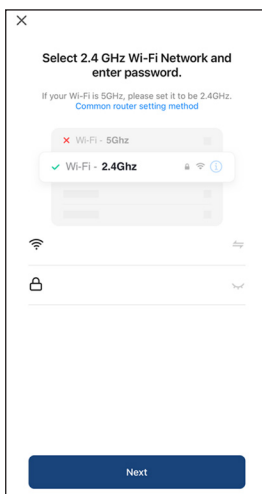 Select 2.4 GHz Wi-Fi Network and
enter password.
If your Wi-Fi is 5GHz, please set it to be 2.4GHz.
Common router setting method
Wi-Fi - 5Ghz
Wi-Fi - 2.4Ghz
Next